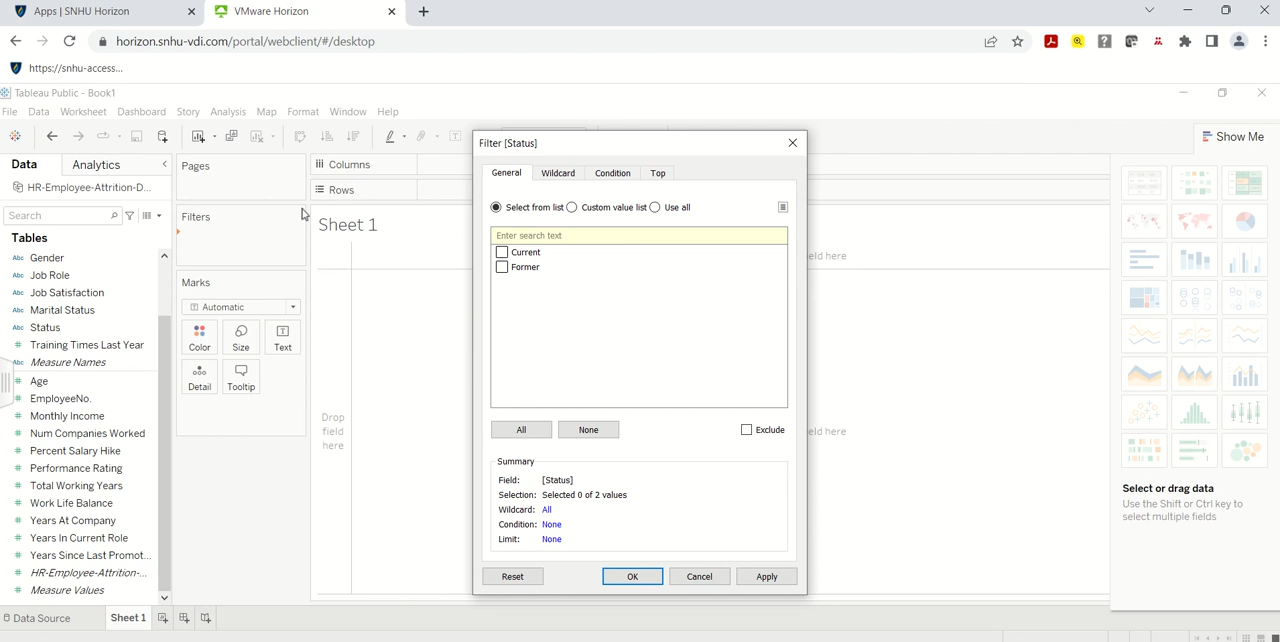 Apps | SNHU Horizon
VMware Horizon
horizon.snhu-vdi.com/portal/webclient/#/desktop
https://snhu-access...
Tableau Public - Book1
File Data Worksheet Dashboard Story Analysis Map Format Window Help
Show Me
Data Analytics
HR-Employee-Attrition-D...
Search
Tables
Abc Gender
Abc Job Role
Abc Job Satisfaction
Abc Marital Status
Abc Status
# Training Times Last Year
Abc Measure Names
# Age
# EmployeeNo.
# Monthly Income
# Num Companies Worked
# Percent Salary Hike
# Performance Rating
# Total Working Years
# Work Life Balance
# Years At Company
# Years In Current Role
# Years Since Last Promot...
# HR-Employee-Attrition-...
# Measure Values
Pages
Filters
Marks
Automatic
Color Size Text
Detail Tooltip
Columns
Rows
Sheet 1
Drop
field
here
eld here
eld here
Filter [Status]
General Wildcard Condition Top
Select from list Custom value list Use all
Enter search text
Current
Former
All None Exclude
Summary
Field: [Status]
Selection: Selected 0 of 2 values
Wildcard: All
Condition: None
Limit: None
Reset OK Cancel Apply
Select or drag data
Use the Shift or Ctrl key to
select multiple fields
Data Source Sheet 1